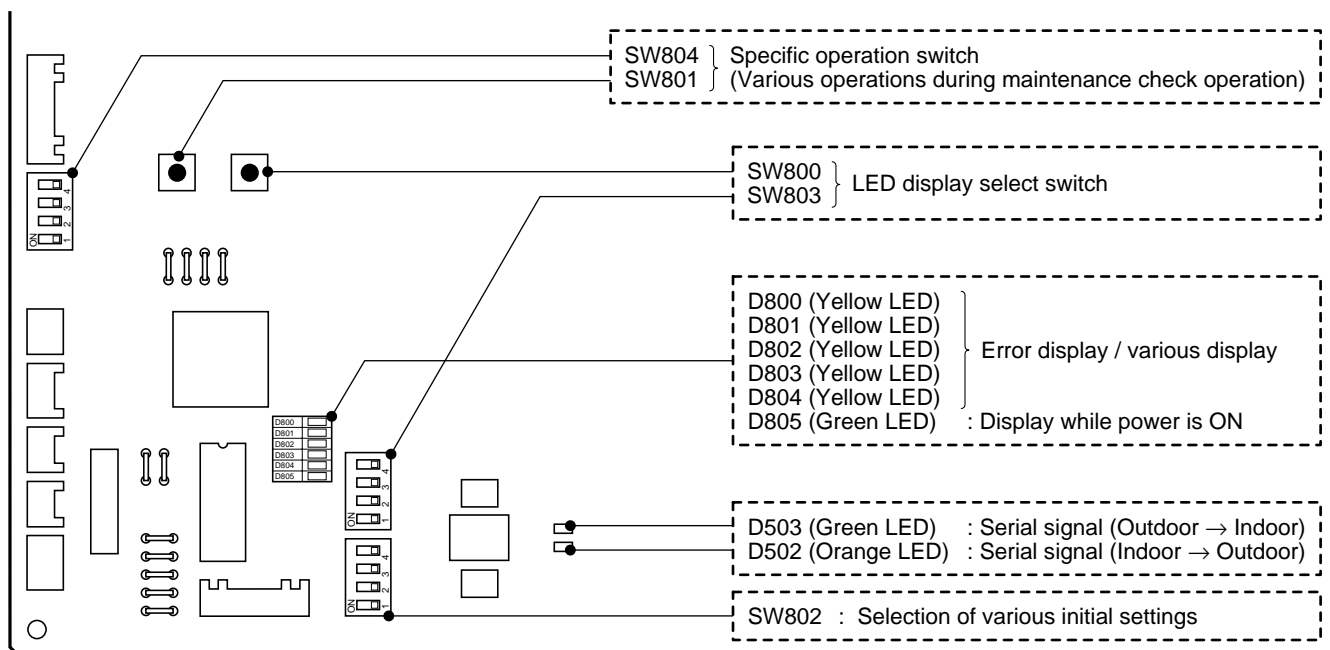 SW804 Specific operation switch
SW801 (Various operations during maintenance check operation)
SW800
SW803
LED display select switch
D800 (Yellow LED)
D801 (Yellow LED)
D802 (Yellow LED)
D803 (Yellow LED)
D804 (Yellow LED)
Error display / various display
D805 (Green LED) : Display while power is ON
D503 (Green LED) : Serial signal (Outdoor → Indoor)
D502 (Orange LED) : Serial signal (Indoor → Outdoor)
SW802 : Selection of various initial settings
4
3
2
ON 1
D800
D801
D802
D803
D804
D805
4
3
2
ON 1
4
3
2
ON 1